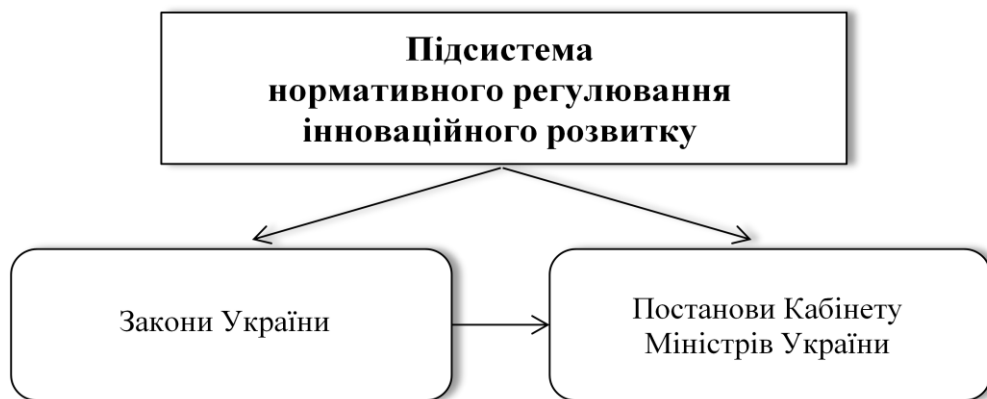 Підсистема
нормативного регулювання
інноваційного розвитку
Закони України
Постанови Кабінету
Міністрів України